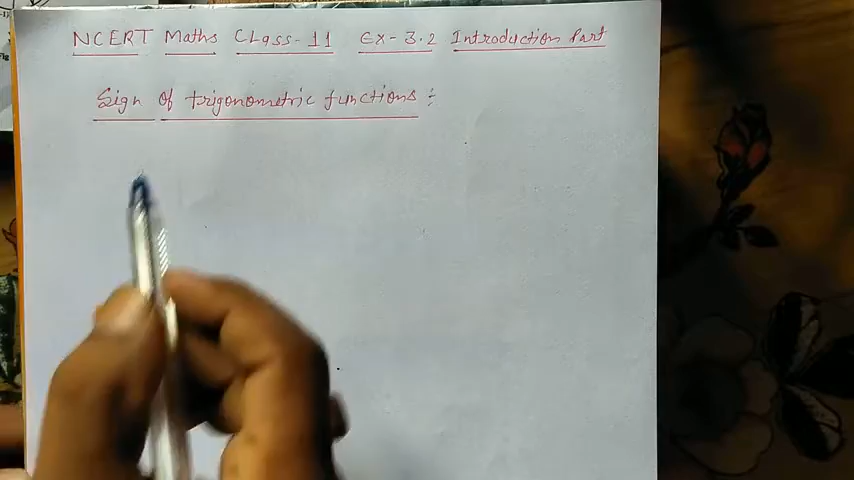 NCERT Maths Class-11 Ex-3.2 Introduction Part
Sign of trigonometric functions :-